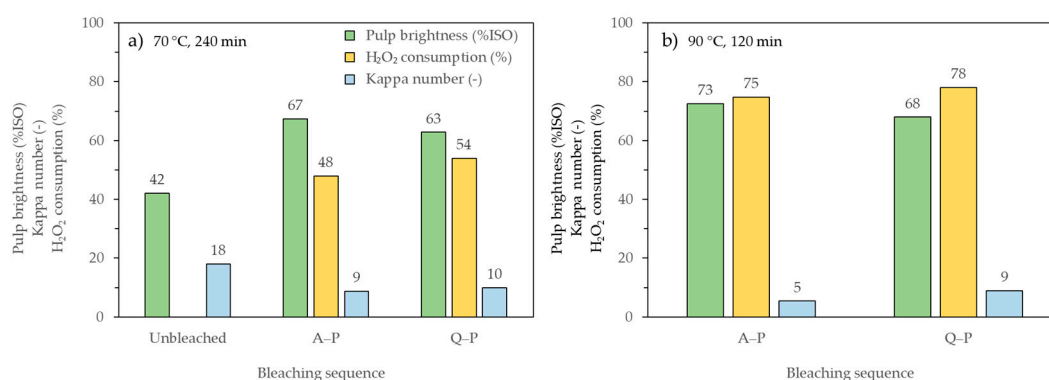 a) 70 °C, 240 min
Pulp brightness (%ISO)
H₂O₂ consumption (%)
Kappa number (-)
Pulp brightness (%ISO)
Kappa number (-)
H₂O₂ consumption (%)
100
80
60
40
20
0
42
18
67
48
9
63
54
10
Unbleached
A–P
Q–P
Bleaching sequence
b) 90 °C, 120 min
Pulp brightness (%ISO)
Kappa number (-)
H₂O₂ consumption (%)
100
80
60
40
20
0
73
75
5
68
78
9
A–P
Q–P
Bleaching sequence